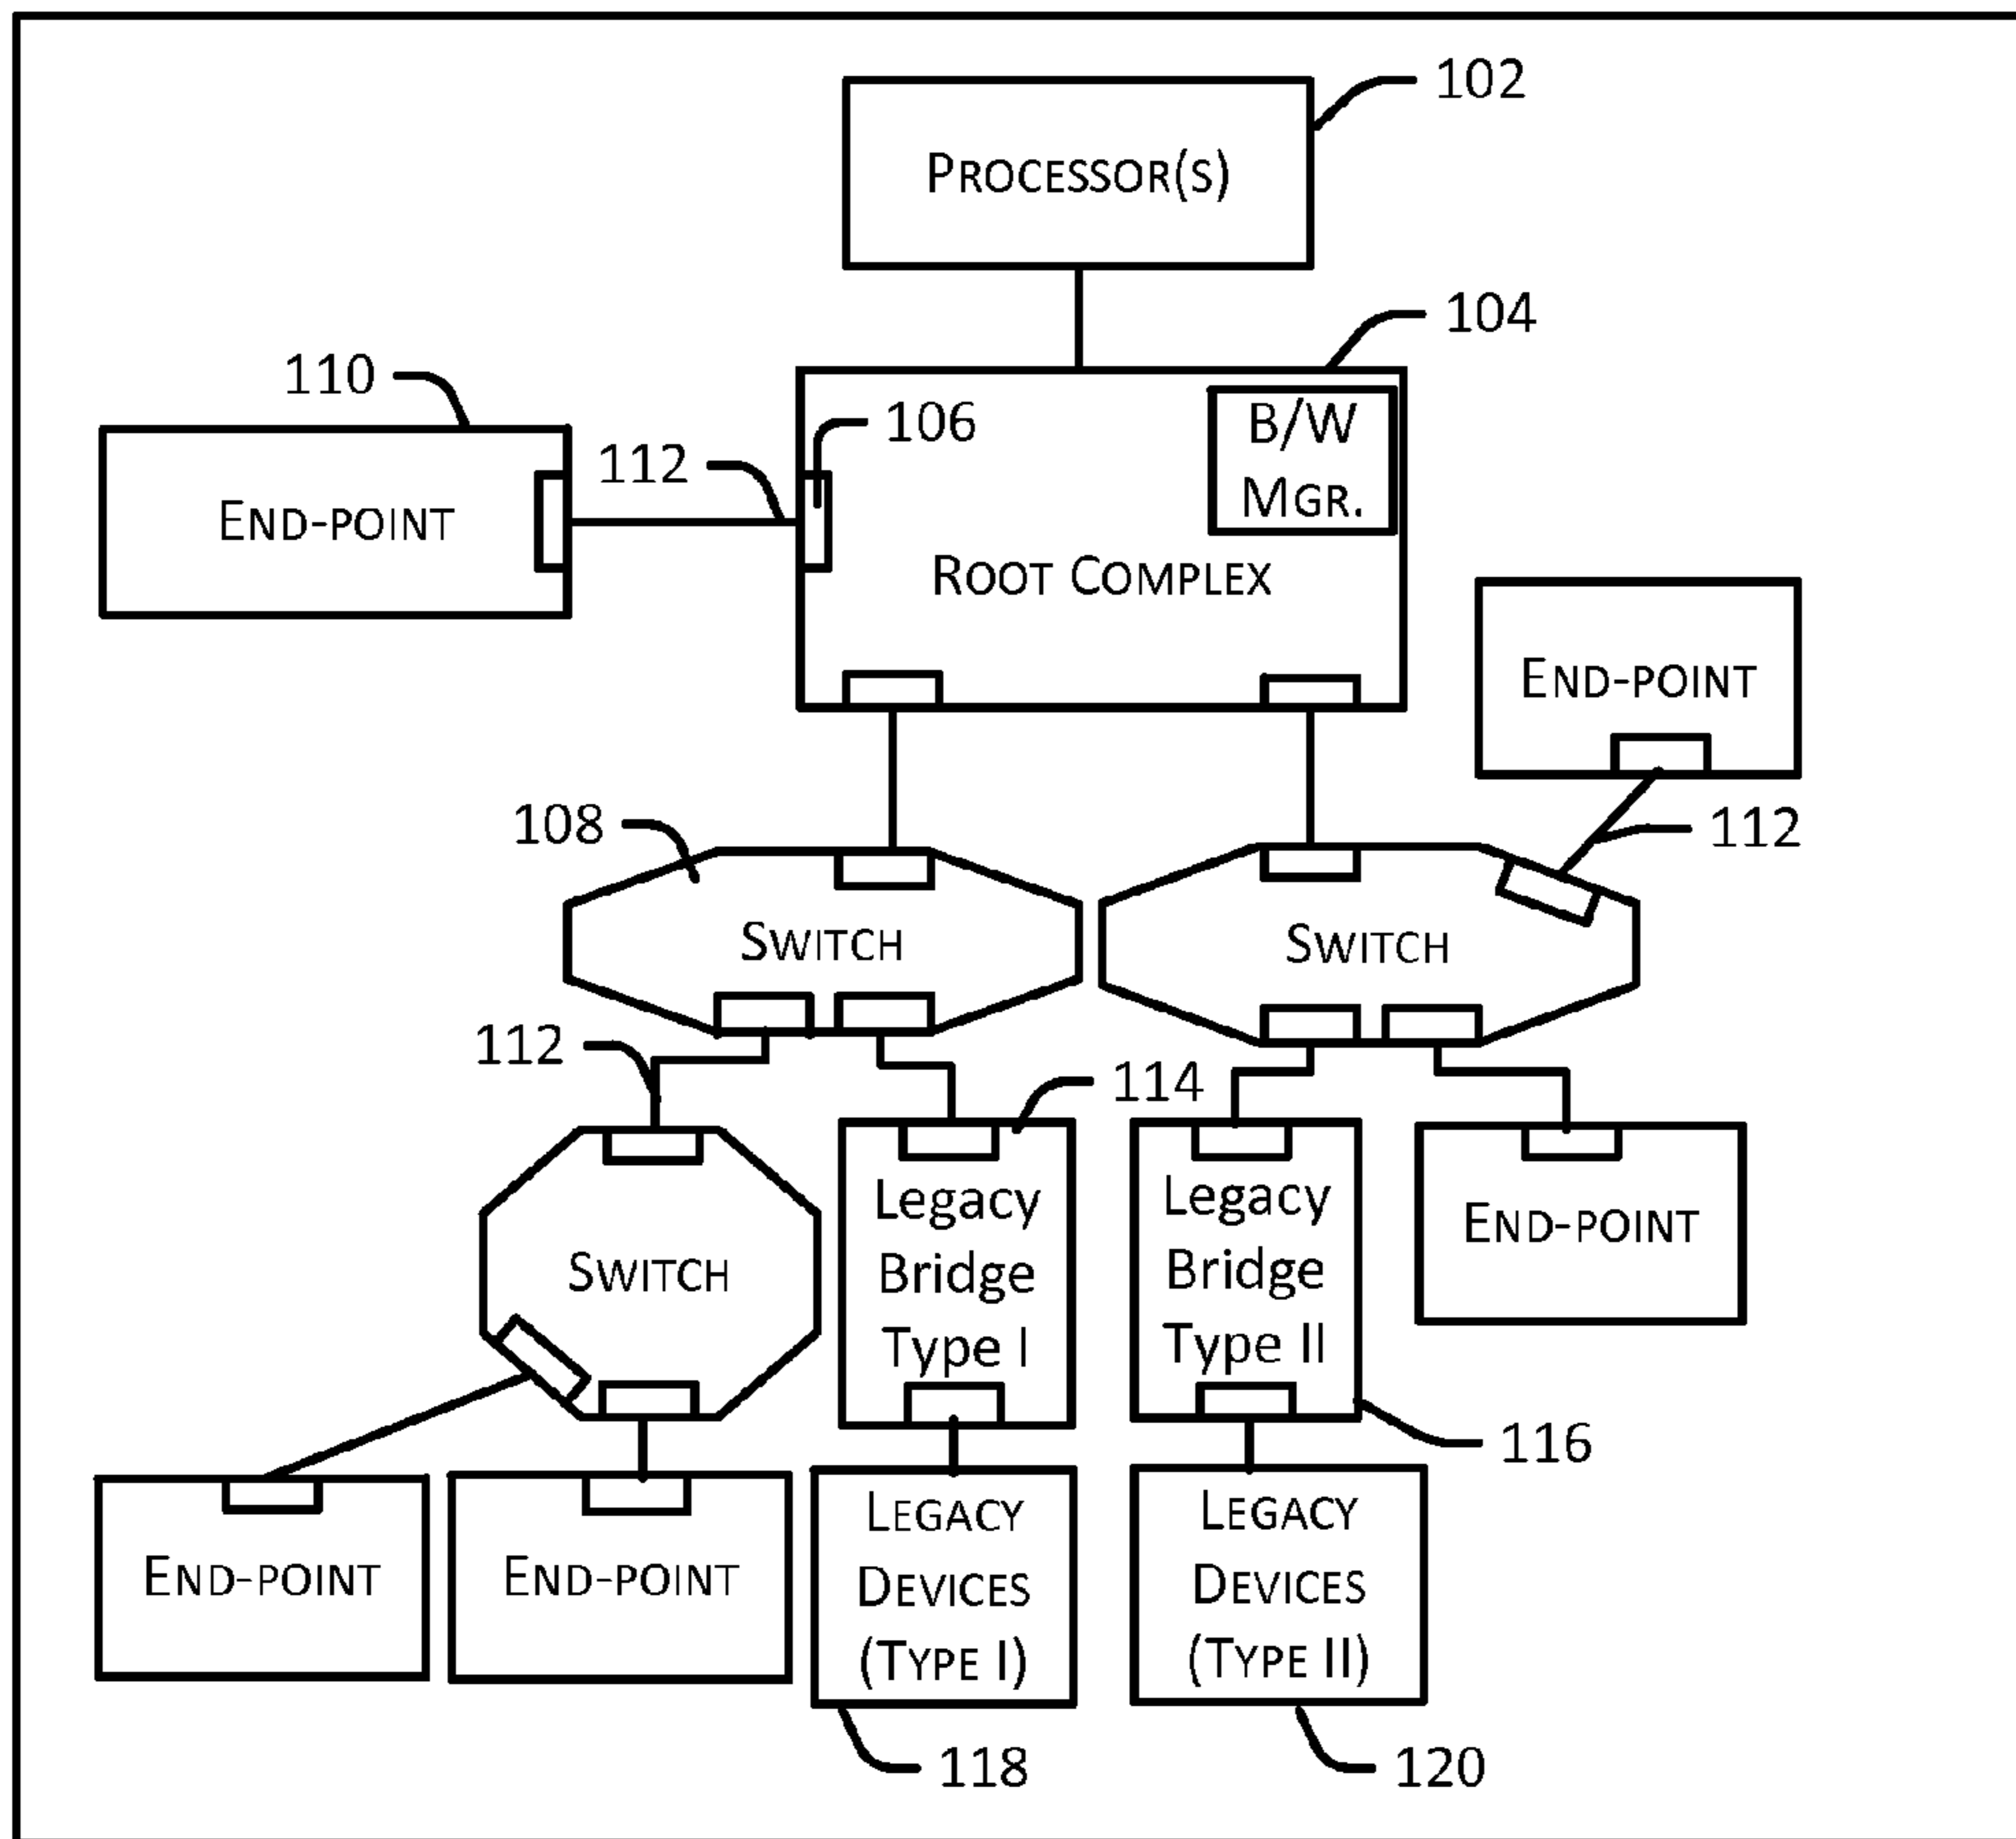 102
PROCESSOR(S)
104
110
106
B/W
MGR.
112
END-POINT
ROOT COMPLEX
END-POINT
108
112
SWITCH
SWITCH
112
114
Legacy
Bridge
Type I
Legacy
Bridge
Type II
END-POINT
SWITCH
116
END-POINT
END-POINT
LEGACY
DEVICES
(TYPE I)
LEGACY
DEVICES
(TYPE II)
118
120